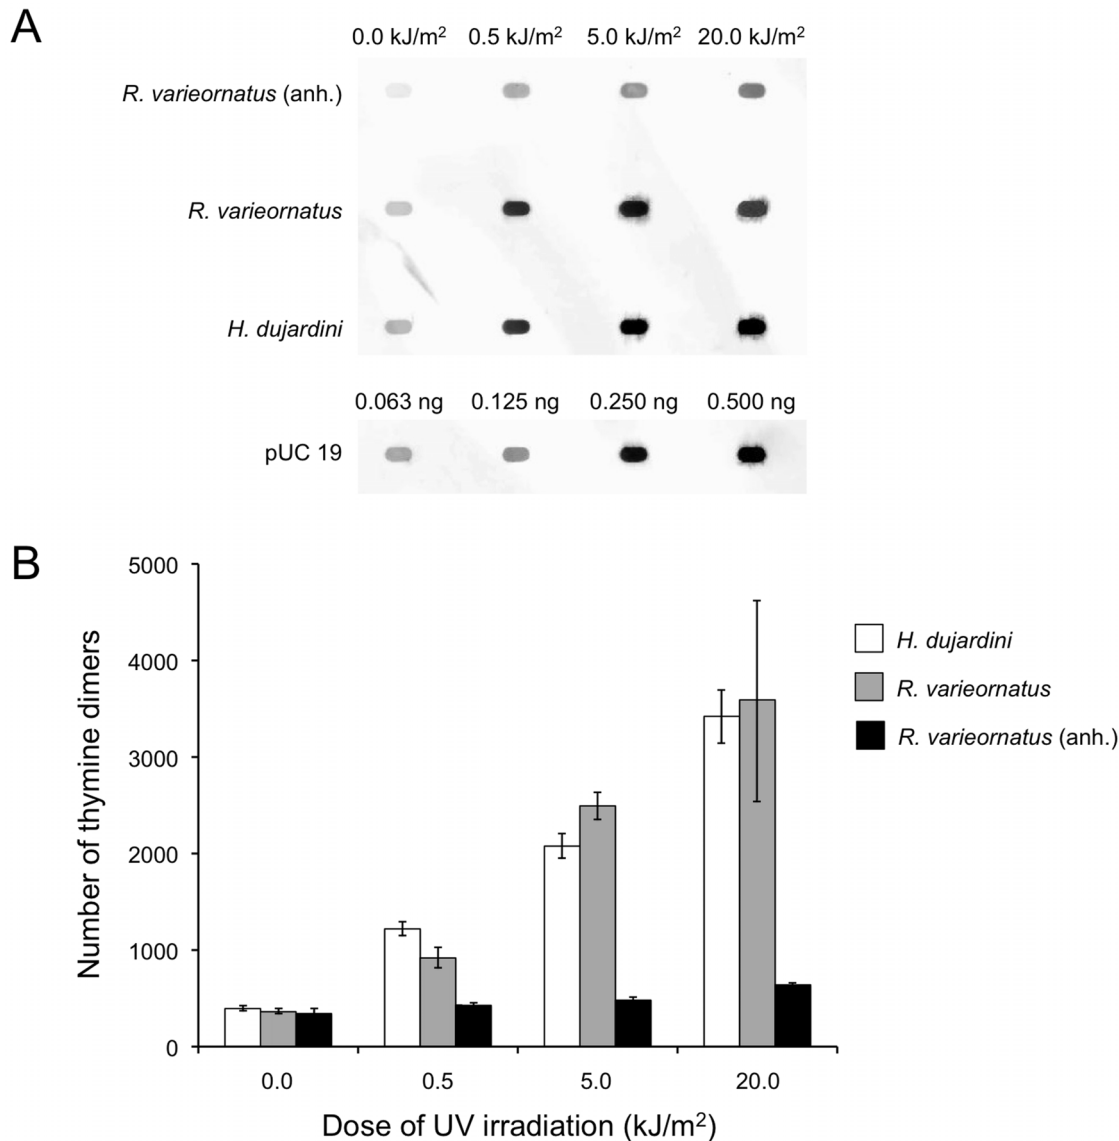 A
0.0 kJ/m² 0.5 kJ/m² 5.0 kJ/m² 20.0 kJ/m²
R. varieornatus (anh.)
R. varieornatus
H. dujardini
0.063 ng 0.125 ng 0.250 ng 0.500 ng
pUC 19
B
5000
4000
3000
2000
1000
0
Number of thymine dimers
H. dujardini
R. varieornatus
R. varieornatus (anh.)
0.0 0.5 5.0 20.0
Dose of UV irradiation (kJ/m²)